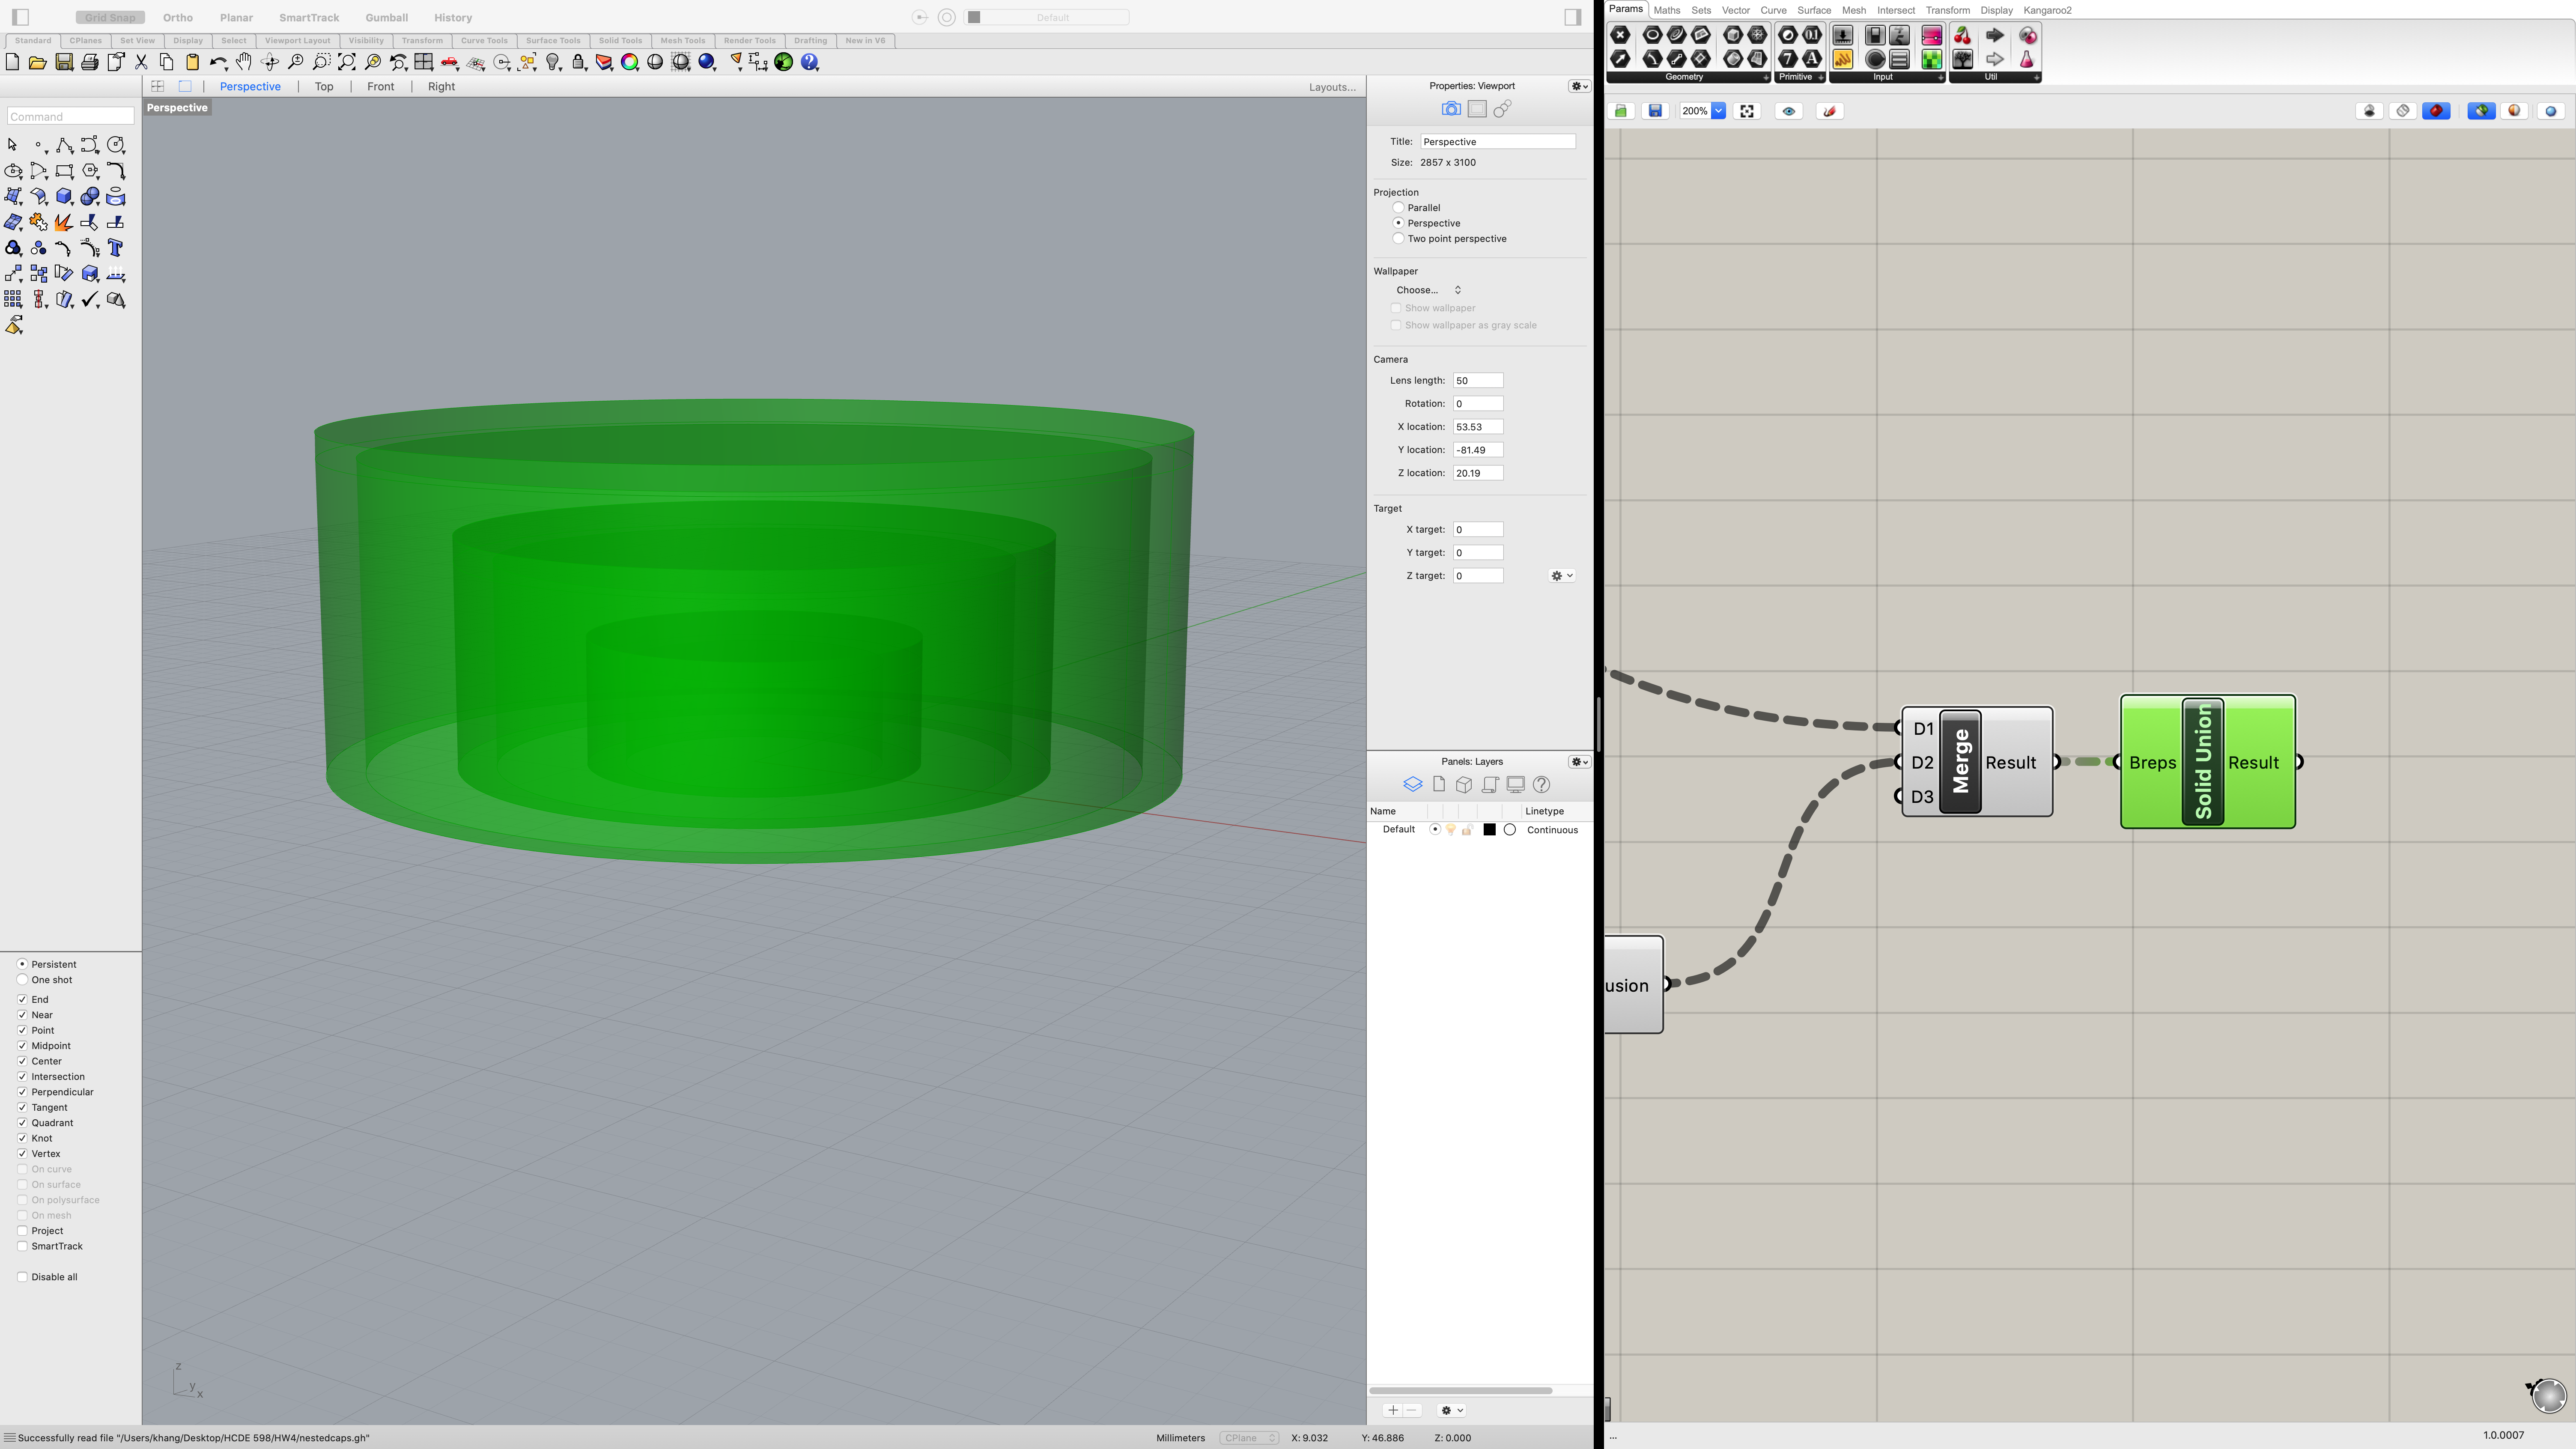 Grid Snap Ortho Planar SmartTrack Gumball History Default
Standard CPlanes Set View Display Select Viewport Layout Visibility Transform Curve Tools Surface Tools Solid Tools Mesh Tools Render Tools Drafting New in V6
Perspective | Top | Front | Right Layouts...
Perspective
Command
Persistent
One shot
End
Near
Point
Midpoint
Center
Intersection
Perpendicular
Tangent
Quadrant
Knot
Vertex
On curve
On surface
On polysurface
On mesh
Project
SmartTrack
Disable all
z
y
x
Properties: Viewport
Title: Perspective
Size: 2857 x 3100
Projection
Parallel
Perspective
Two point perspective
Wallpaper
Choose...
Show wallpaper
Show wallpaper as gray scale
Camera
Lens length: 50
Rotation: 0
X location: 53.53
Y location: -81.49
Z location: 20.19
Target
X target: 0
Y target: 0
Z target: 0
Panels: Layers
Name Linetype
Default Continuous
Successfully read file "/Users/khang/Desktop/HCDE 598/HW4/nestedcaps.gh" Millimeters CPlane X: 9.032 Y: 46.886 Z: 0.000
Params Maths Sets Vector Curve Surface Mesh Intersect Transform Display Kangaroo2
Geometry Primitive Input Util
200%
D1
D2
D3
Merge
Result
Breps
Solid Union
Result
usion
... 1.0.0007